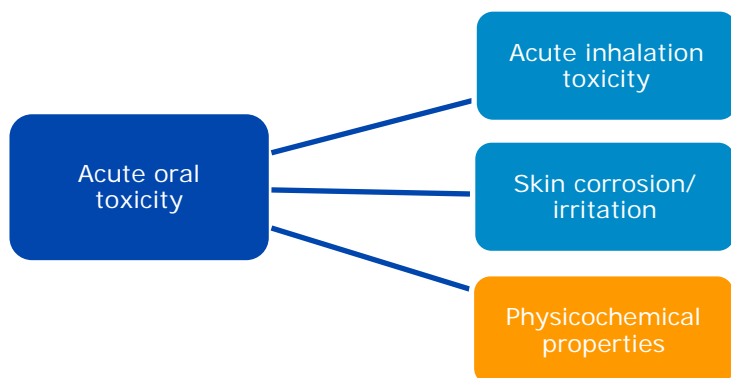 Acute oral
toxicity
Acute inhalation
toxicity
Skin corrosion/
irritation
Physicochemical
properties